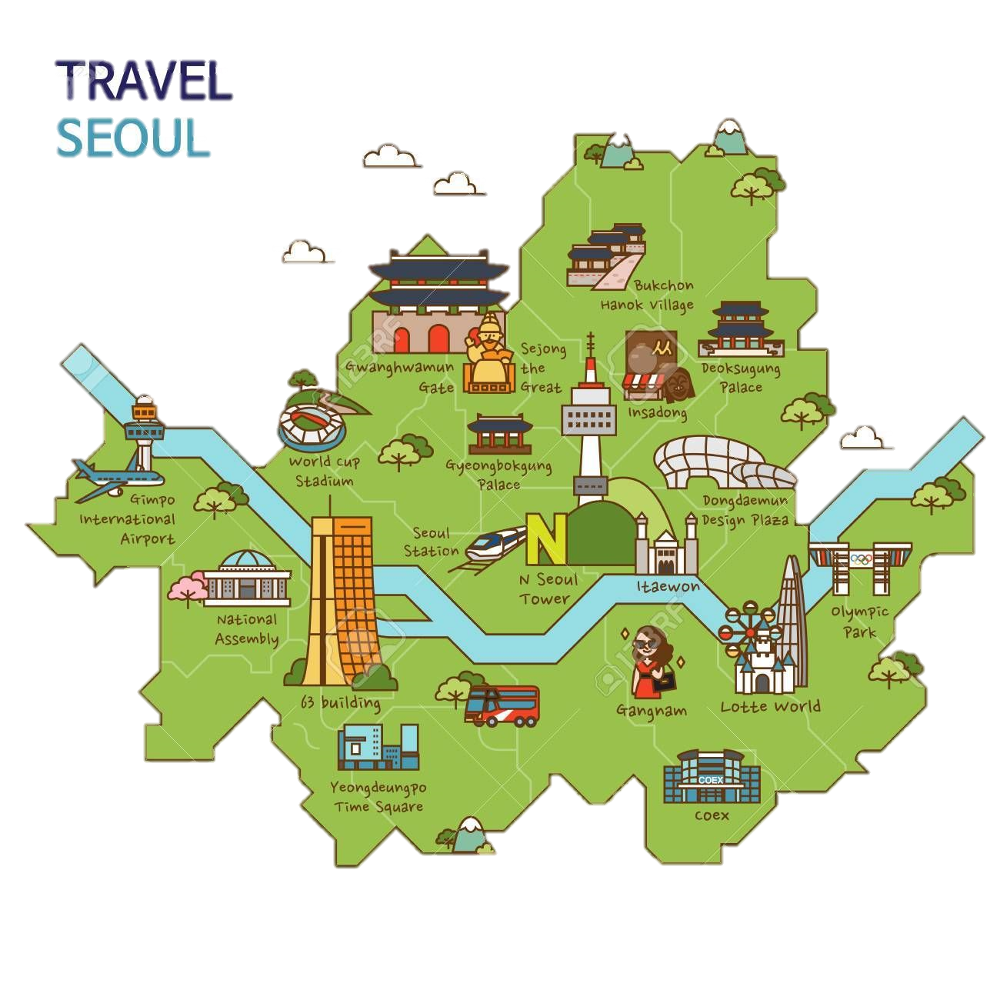 TRAVEL
SEOUL
Bukchon
Hanok Village
Gwanghwamun
Gate
Sejong
the
Great
Deoksugung
Palace
Insadong
World Cup
Stadium
Gyeongbokgung
Palace
Gimpo
International
Airport
Dongdaemun
Design Plaza
Seoul
Station
N
N Seoul
Tower
Itaewon
National
Assembly
Olympic
Park
63 building
Gangnam
Lotte World
Yeongdeungpo
Time Square
COEX
Coex
123RF
123RF